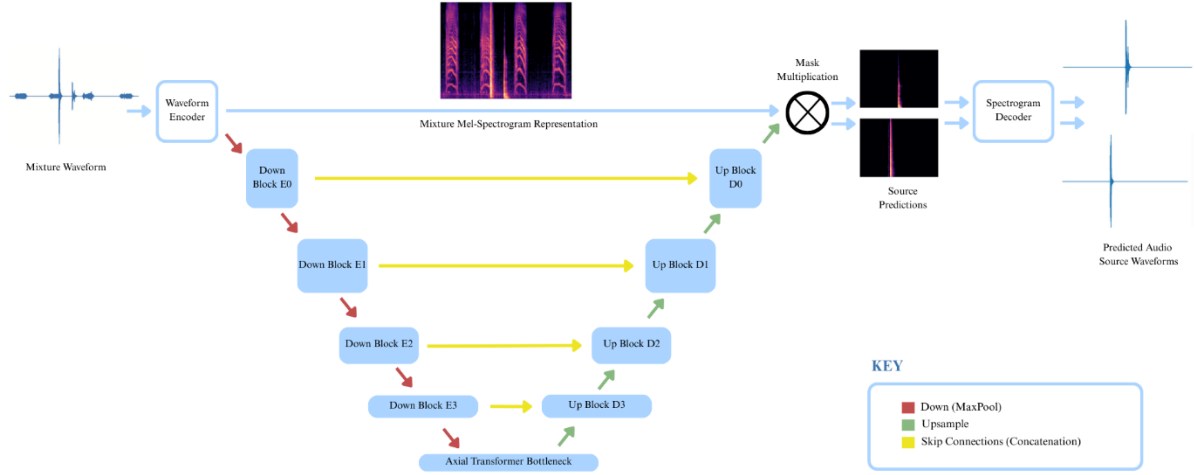 Mixture Waveform
Waveform
Encoder
Mixture Mel-Spectrogram Representation
Mask
Multiplication
Source
Predictions
Spectrogram
Decoder
Predicted Audio
Source Waveforms
Down
Block E0
Up Block
D0
Down Block E1
Up Block D1
Down Block E2
Up Block D2
Down Block E3
Up Block D3
Axial Transformer Bottleneck
KEY
Down (MaxPool)
Upsample
Skip Connections (Concatenation)